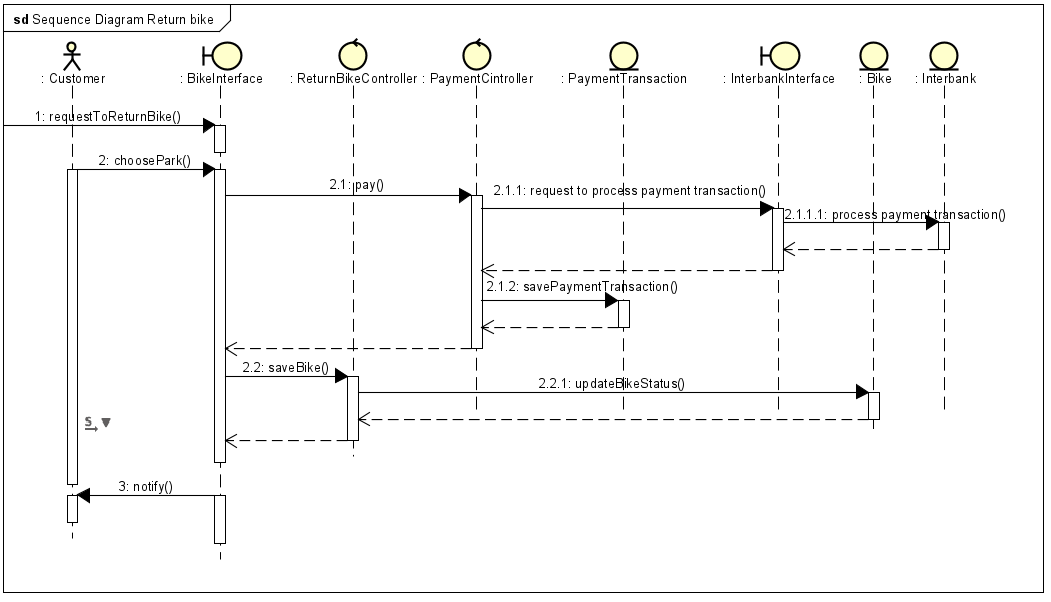 sd Sequence Diagram Return bike
: Customer
: BikeInterface
: ReturnBikeController
: PaymentCintroller
: PaymentTransaction
: InterbankInterface
: Bike
: Interbank
1: requestToReturnBike()
2: choosePark()
2.1: pay()
2.1.1: request to process payment transaction()
2.1.1.1: process payment transaction()
2.1.2: savePaymentTransaction()
2.2: saveBike()
2.2.1: updateBikeStatus()
S
3: notify()